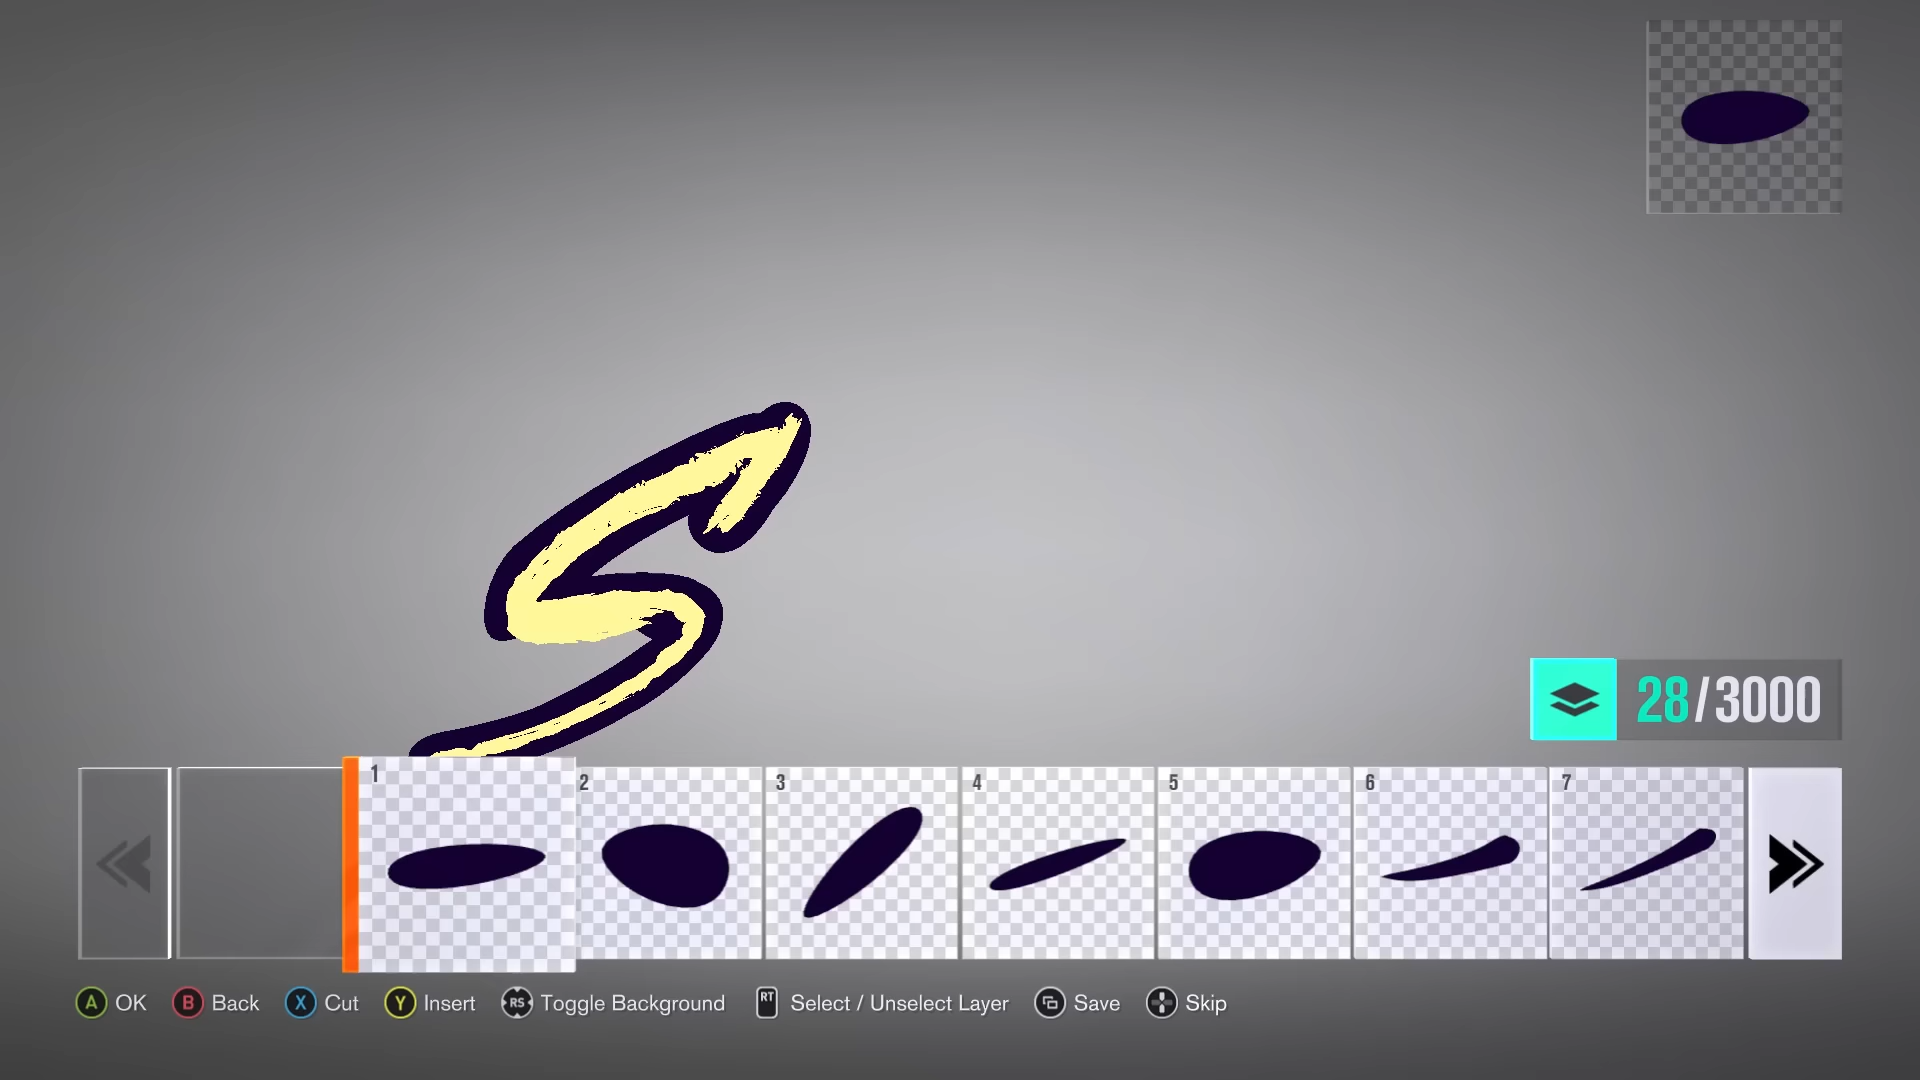 S
28/3000
1 2 3 4 5 6 7
A OK B Back X Cut Y Insert RS Toggle Background RT Select / Unselect Layer Save Skip